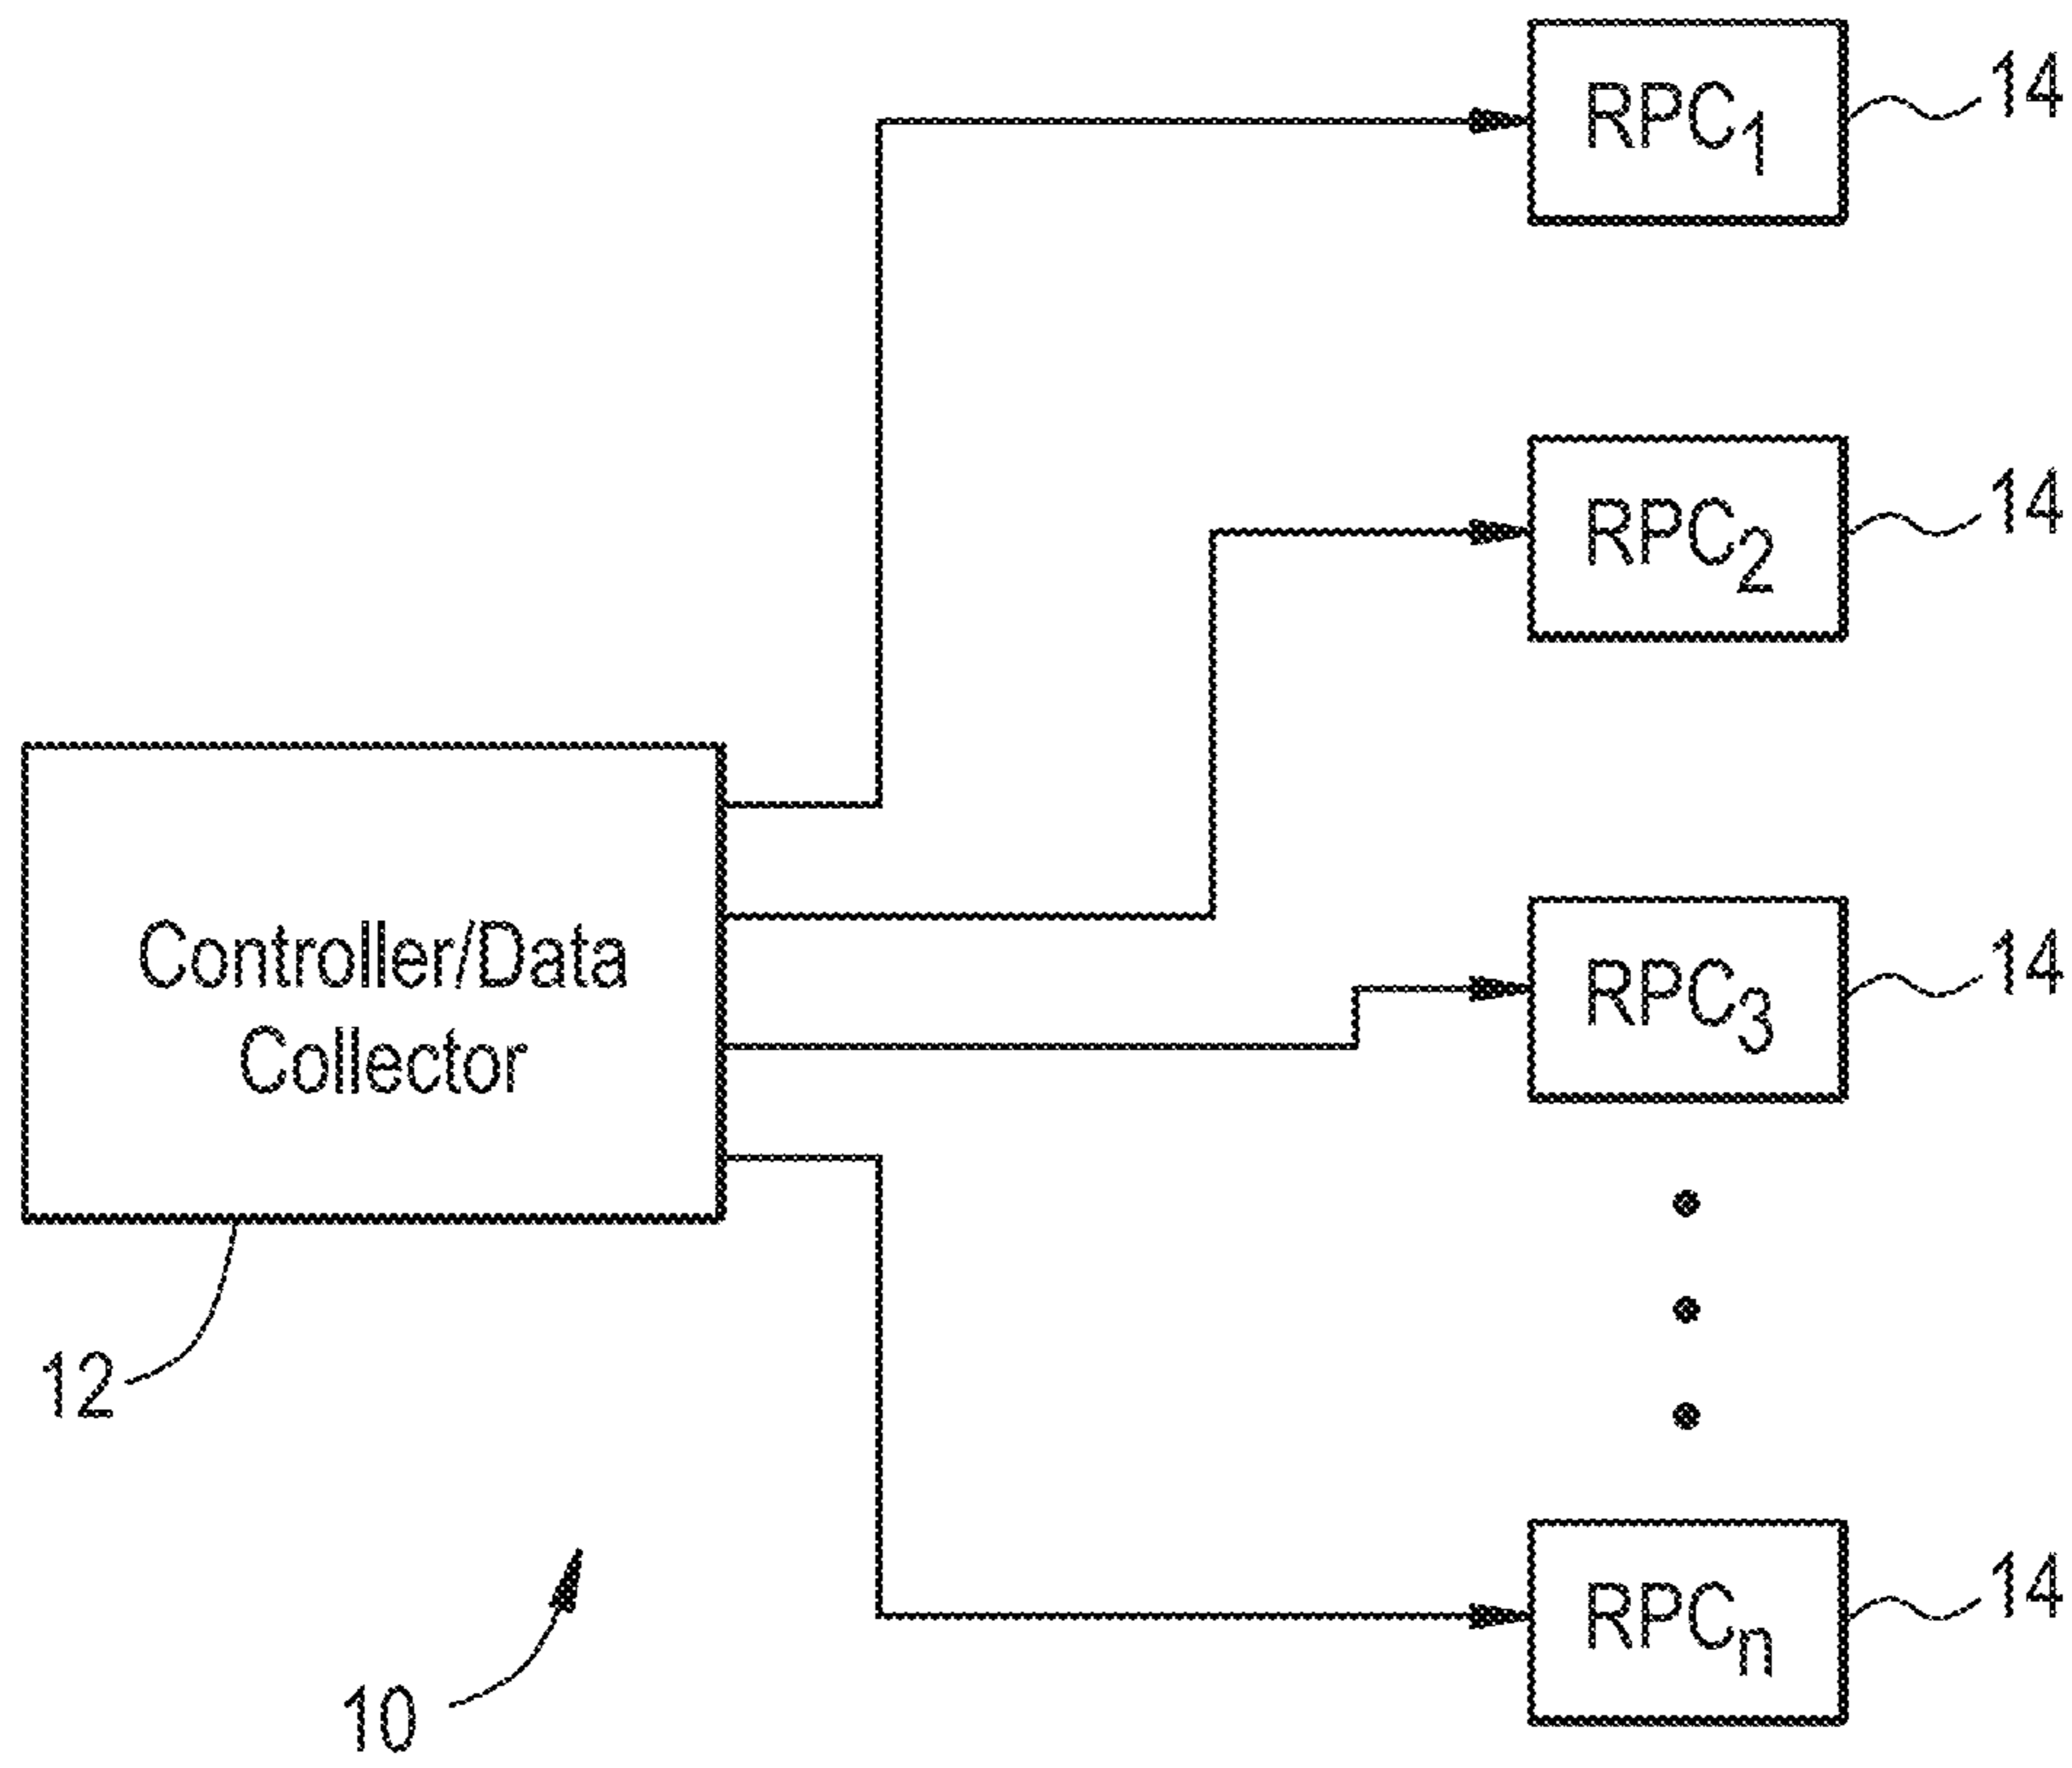 RPC1
14
RPC2
14
Controller/Data
Collector
RPC3
14
12
RPCn
14
10